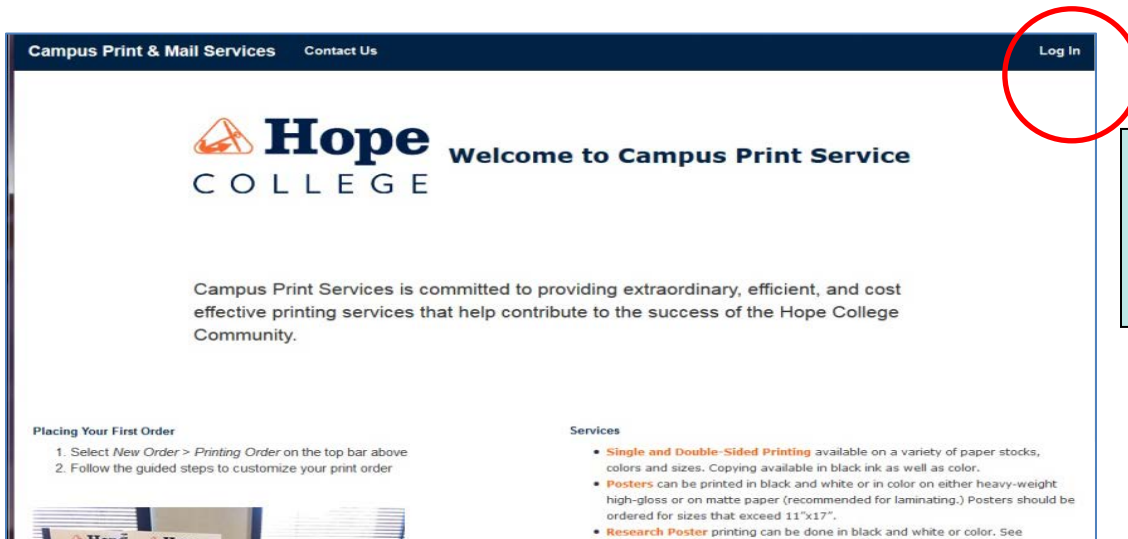 Campus Print & Mail Services Contact Us Log In
Hope
COLLEGE
Welcome to Campus Print Service
Campus Print Services is committed to providing extraordinary, efficient, and cost
effective printing services that help contribute to the success of the Hope College
Community.
Placing Your First Order
1. Select New Order > Printing Order on the top bar above
2. Follow the guided steps to customize your print order
Services
• Single and Double-Sided Printing available on a variety of paper stocks,
colors and sizes. Copying available in black ink as well as color.
• Posters can be printed in black and white or in color on either heavy-weight
high-gloss or on matte paper (recommended for laminating.) Posters should be
ordered for sizes that exceed 11"x17".
• Research Poster printing can be done in black and white or color. See